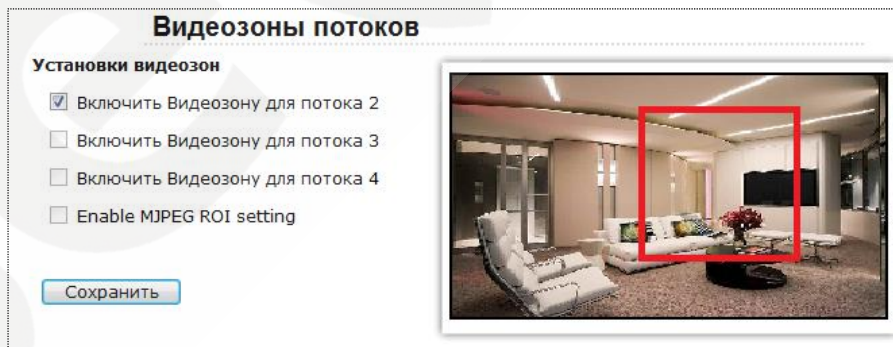 Видеозоны потоков
Установки видеозон
Включить Видеозону для потока 2
Включить Видеозону для потока 3
Включить Видеозону для потока 4
Enable MJPEG ROI setting
Сохранить